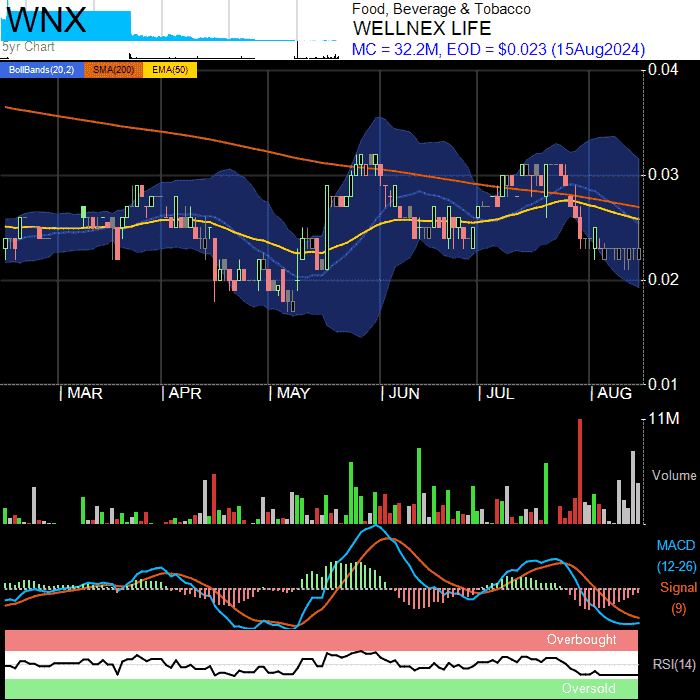 WNX
Food, Beverage & Tobacco
WELLNEX LIFE
5yr Chart
MC = 32.2M, EOD = $0.023 (15Aug2024)
BollBands(20,2) SMA(200) EMA(50)
0.04
0.03
0.02
0.01
MAR APR MAY JUN JUL AUG
11M
Volume
MACD
(12-26)
Signal
(9)
Overbought
RSI(14)
Oversold